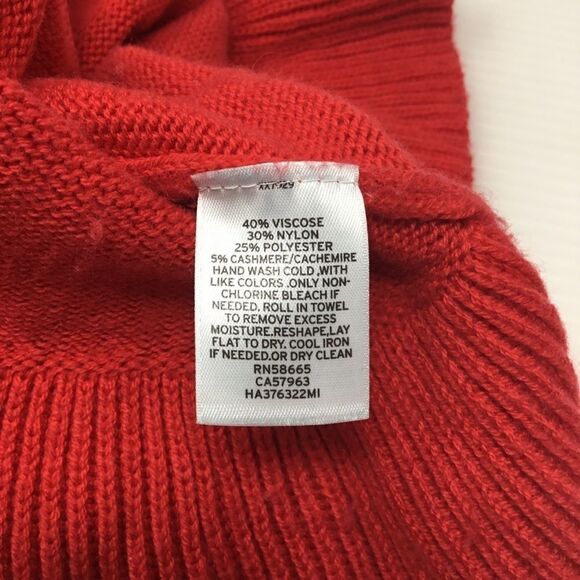 40% VISCOSE
30% NYLON
25% POLYESTER
5% CASHMERE/CACHEMIRE
HAND WASH COLD ,WITH
LIKE COLORS .ONLY NON-
CHLORINE BLEACH IF
NEEDED. ROLL IN TOWEL
TO REMOVE EXCESS
MOISTURE.RESHAPE,LAY
FLAT TO DRY. COOL IRON
IF NEEDED.OR DRY CLEAN
RN58665
CA57963
HA376322MI